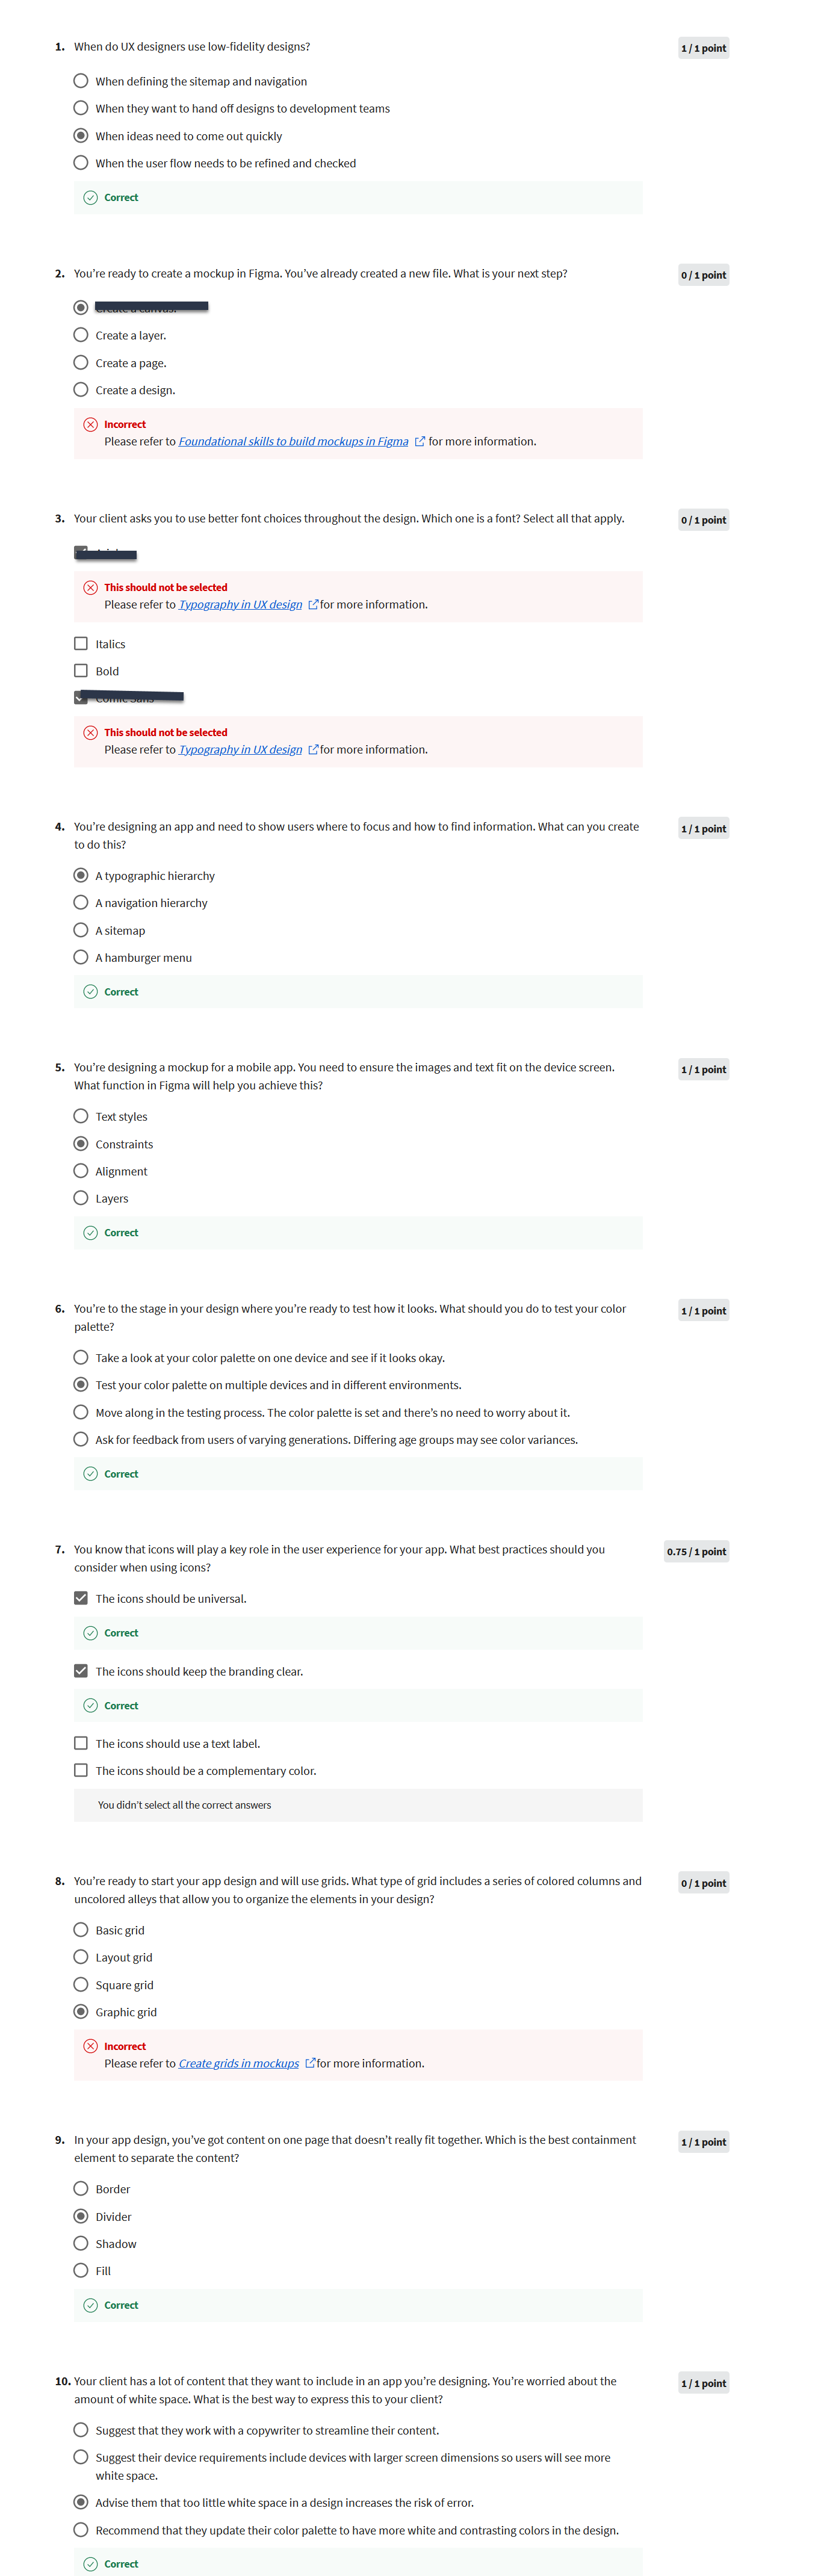 1. When do UX designers use low-fidelity designs?
1 / 1 point
When defining the sitemap and navigation
When they want to hand off designs to development teams
When ideas need to come out quickly
When the user flow needs to be refined and checked
Correct
2. You're ready to create a mockup in Figma. You've already created a new file. What is your next step?
0 / 1 point
Create a layer.
Create a page.
Create a design.
Incorrect
Please refer to Foundational skills to build mockups in Figma for more information.
3. Your client asks you to use better font choices throughout the design. Which one is a font? Select all that apply.
0 / 1 point
This should not be selected
Please refer to Typography in UX design for more information.
Italics
Bold
This should not be selected
Please refer to Typography in UX design for more information.
4. You're designing an app and need to show users where to focus and how to find information. What can you create
to do this?
1 / 1 point
A typographic hierarchy
A navigation hierarchy
A sitemap
A hamburger menu
Correct
5. You're designing a mockup for a mobile app. You need to ensure the images and text fit on the device screen.
What function in Figma will help you achieve this?
1 / 1 point
Text styles
Constraints
Alignment
Layers
Correct
6. You're to the stage in your design where you're ready to test how it looks. What should you do to test your color
palette?
1 / 1 point
Take a look at your color palette on one device and see if it looks okay.
Test your color palette on multiple devices and in different environments.
Move along in the testing process. The color palette is set and there's no need to worry about it.
Ask for feedback from users of varying generations. Differing age groups may see color variances.
Correct
7. You know that icons will play a key role in the user experience for your app. What best practices should you
consider when using icons?
0.75 / 1 point
The icons should be universal.
Correct
The icons should keep the branding clear.
Correct
The icons should use a text label.
The icons should be a complementary color.
You didn't select all the correct answers
8. You're ready to start your app design and will use grids. What type of grid includes a series of colored columns and
uncolored alleys that allow you to organize the elements in your design?
0 / 1 point
Basic grid
Layout grid
Square grid
Graphic grid
Incorrect
Please refer to Create grids in mockups for more information.
9. In your app design, you've got content on one page that doesn't really fit together. Which is the best containment
element to separate the content?
1 / 1 point
Border
Divider
Shadow
Fill
Correct
10. Your client has a lot of content that they want to include in an app you're designing. You're worried about the
amount of white space. What is the best way to express this to your client?
1 / 1 point
Suggest that they work with a copywriter to streamline their content.
Suggest their device requirements include devices with larger screen dimensions so users will see more
white space.
Advise them that too little white space in a design increases the risk of error.
Recommend that they update their color palette to have more white and contrasting colors in the design.
Correct